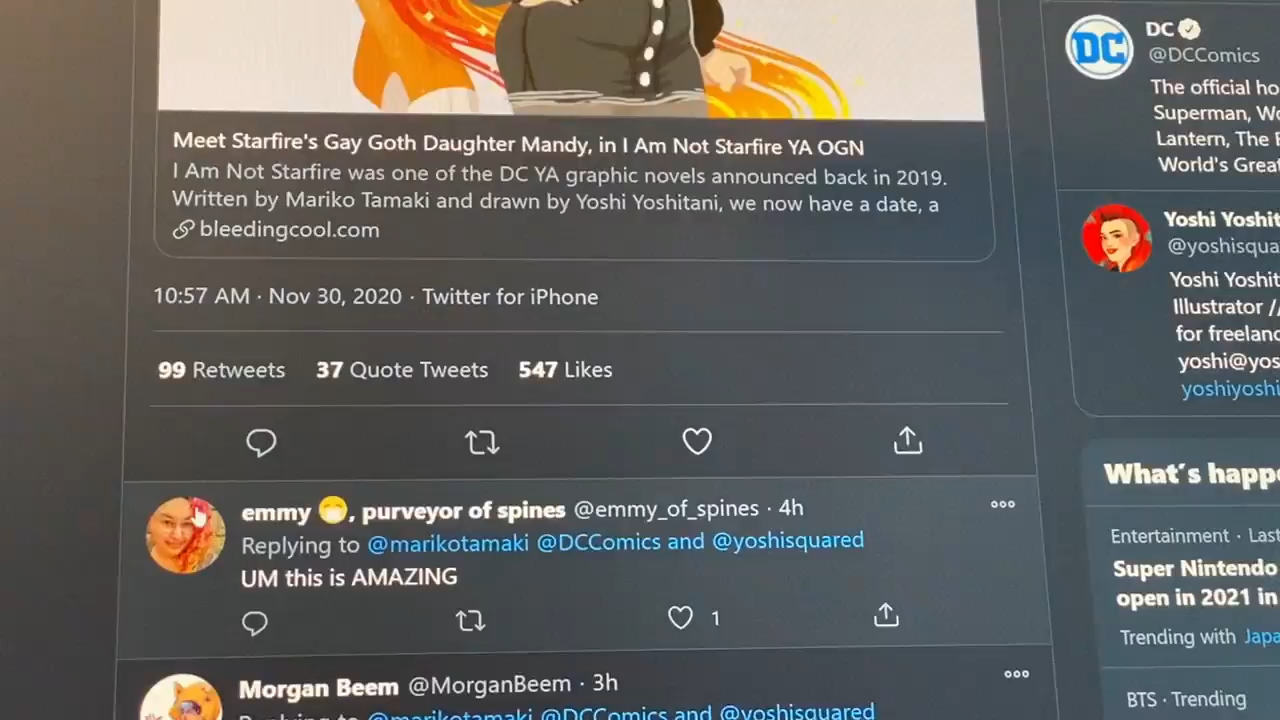 Meet Starfire's Gay Goth Daughter Mandy, in I Am Not Starfire YA OGN
I Am Not Starfire was one of the DC YA graphic novels announced back in 2019.
Written by Mariko Tamaki and drawn by Yoshi Yoshitani, we now have a date, a
bleedingcool.com
10:57 AM · Nov 30, 2020 · Twitter for iPhone
99 Retweets 37 Quote Tweets 547 Likes
emmy 😁, purveyor of spines @emmy_of_spines · 4h
Replying to @marikotamaki @DCComics and @yoshisquared
UM this is AMAZING
1
Morgan Beem @MorganBeem · 3h
Replying to @marikotamaki @DCComics and @yoshisquared
DC
DC
@DCComics
The official ho
Superman, Wo
Lantern, The
World's Grea
Yoshi Yoshit
@yoshisqua
Yoshi Yoshit
Illustrator //
for freelanc
yoshi@yos
yoshiyoshi
What's happe
Entertainment · Last
Super Nintendo
open in 2021 in
Trending with Japa
BTS · Trending